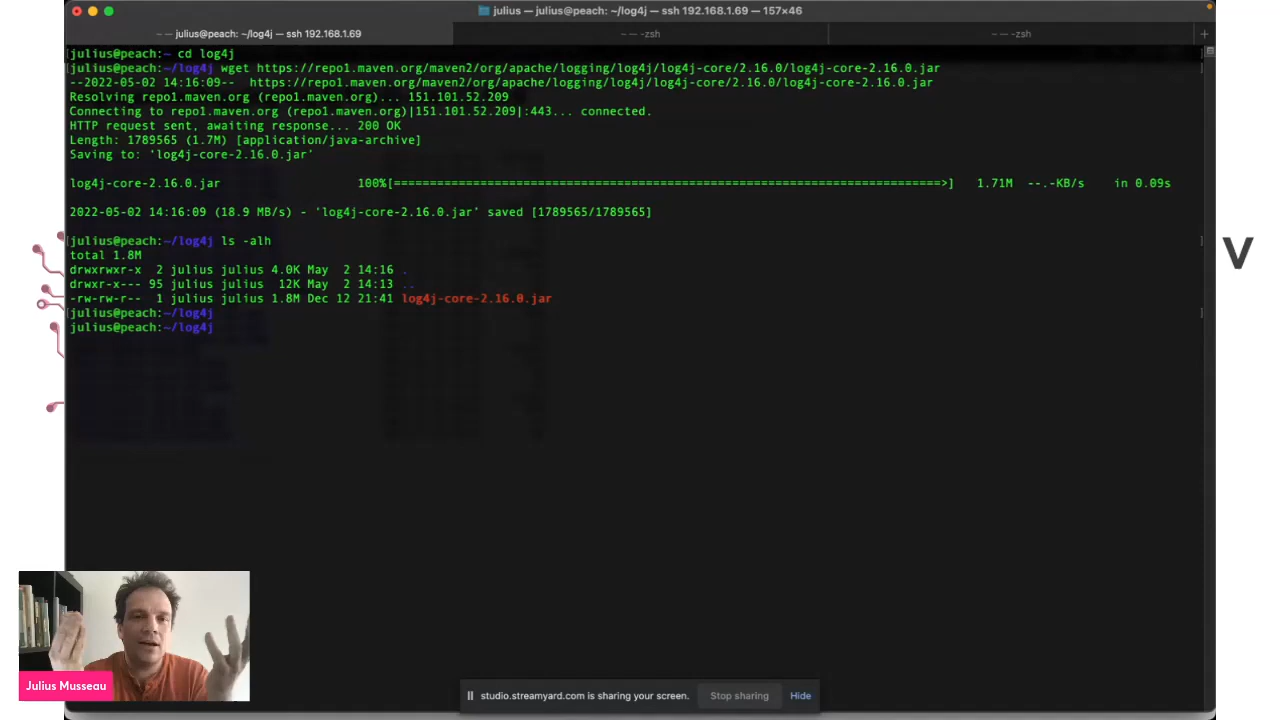 julius — julius@peach: ~/log4j — ssh 192.168.1.69 — 157×46
~ — julius@peach: ~/log4j — ssh 192.168.1.69
~ — -zsh
~ — -zsh
+
[julius@peach:~ cd log4j
[julius@peach:~/log4j wget https://repo1.maven.org/maven2/org/apache/logging/log4j/log4j-core/2.16.0/log4j-core-2.16.0.jar ]
--2022-05-02 14:16:09-- https://repo1.maven.org/maven2/org/apache/logging/log4j/log4j-core/2.16.0/log4j-core-2.16.0.jar
Resolving repo1.maven.org (repo1.maven.org)... 151.101.52.209
Connecting to repo1.maven.org (repo1.maven.org)|151.101.52.209|:443... connected.
HTTP request sent, awaiting response... 200 OK
Length: 1789565 (1.7M) [application/java-archive]
Saving to: 'log4j-core-2.16.0.jar'
log4j-core-2.16.0.jar 100%[=============================================================================>] 1.71M --.-KB/s in 0.09s
2022-05-02 14:16:09 (18.9 MB/s) - 'log4j-core-2.16.0.jar' saved [1789565/1789565]
[julius@peach:~/log4j ls -alh ]
total 1.8M
drwxrwxr-x 2 julius julius 4.0K May 2 14:16 .
drwxr-x--- 95 julius julius 12K May 2 14:13 ..
-rw-rw-r-- 1 julius julius 1.8M Dec 12 21:41 log4j-core-2.16.0.jar
[julius@peach:~/log4j ]
julius@peach:~/log4j
V
Julius Musseau
studio.streamyard.com is sharing your screen.
Stop sharing
Hide